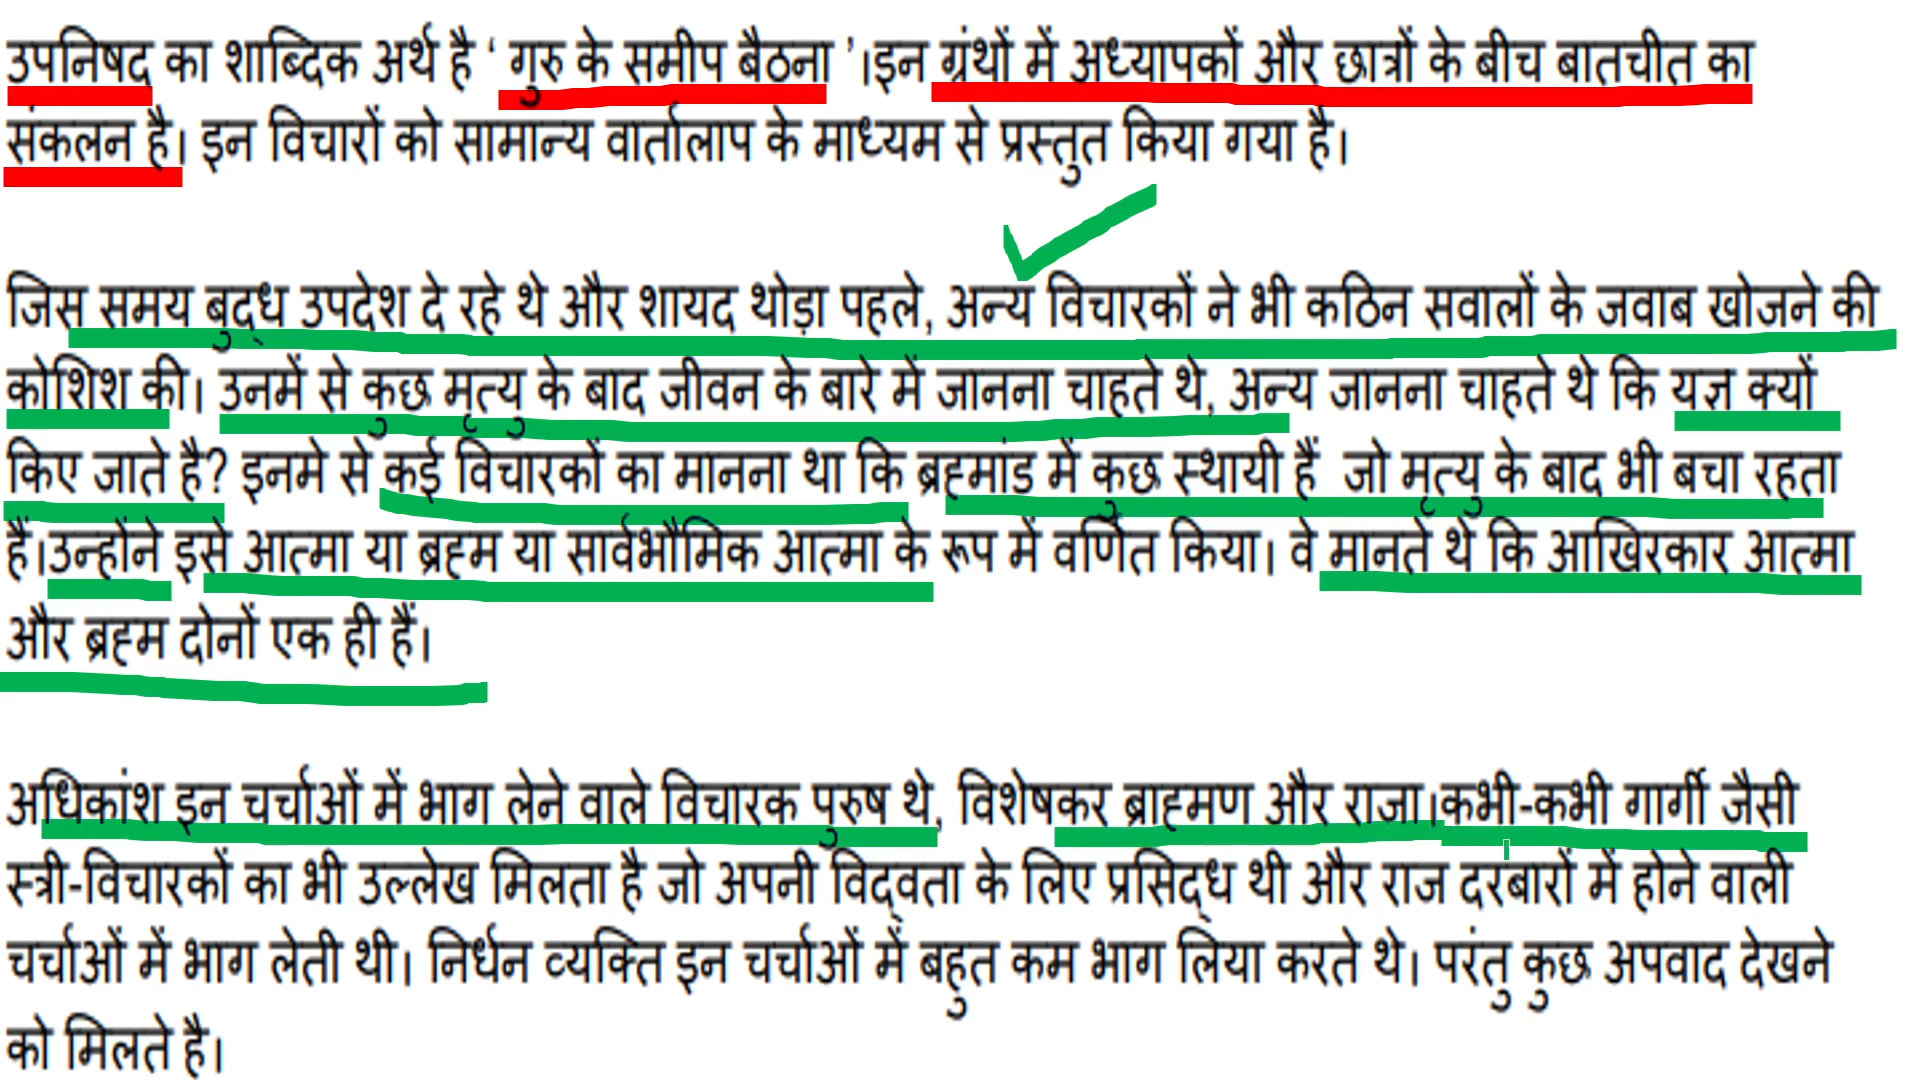 उपनिषद् का शाब्दिक अर्थ है ‘ गुरु के समीप बैठना ’।इन ग्रंथों में अध्यापकों और छात्रों के बीच बातचीत का
संकलन है। इन विचारों को सामान्य वार्तालाप के माध्यम से प्रस्तुत किया गया है।
जिस समय बुद्ध उपदेश दे रहे थे और शायद थोड़ा पहले, अन्य विचारकों ने भी कठिन सवालों के जवाब खोजने की
कोशिश की। उनमें से कुछ मृत्यु के बाद जीवन के बारे में जानना चाहते थे, अन्य जानना चाहते थे कि यज्ञ क्यों
किए जाते है? इनमे से कई विचारकों का मानना था कि ब्रह्मांड में कुछ स्थायी हैं जो मृत्यु के बाद भी बचा रहता
हैं।उन्होंने इसे आत्मा या ब्रह्म या सार्वभौमिक आत्मा के रूप में वर्णित किया। वे मानते थे कि आखिरकार आत्मा
और ब्रह्म दोनों एक ही हैं।
अधिकांश इन चर्चाओं में भाग लेने वाले विचारक पुरुष थे, विशेषकर ब्राह्मण और राजा।कभी-कभी गार्गी जैसी
स्त्री-विचारकों का भी उल्लेख मिलता है जो अपनी विद्वता के लिए प्रसिद्ध थी और राज दरबारों में होने वाली
चर्चाओं में भाग लेती थी। निर्धन व्यक्ति इन चर्चाओं में बहुत कम भाग लिया करते थे। परंतु कुछ अपवाद देखने
को मिलते है।